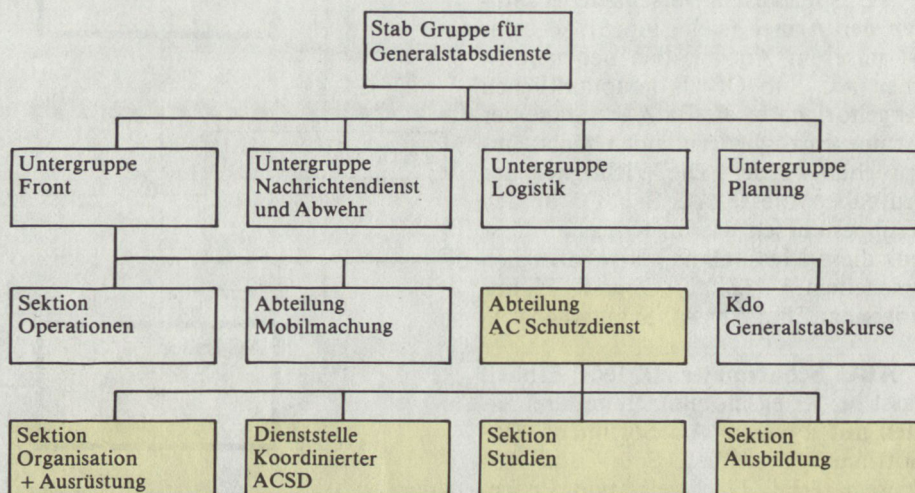 Stab Gruppe für
Generalstabsdienste
Untergruppe
Front
Untergruppe
Nachrichtendienst
und Abwehr
Untergruppe
Logistik
Untergruppe
Planung
Sektion
Operationen
Abteilung
Mobilmachung
Abteilung
AC Schutzdienst
Kdo
Generalstabskurse
Sektion
Organisation
+ Ausrüstung
Dienststelle
Koordinierter
ACSD
Sektion
Studien
Sektion
Ausbildung